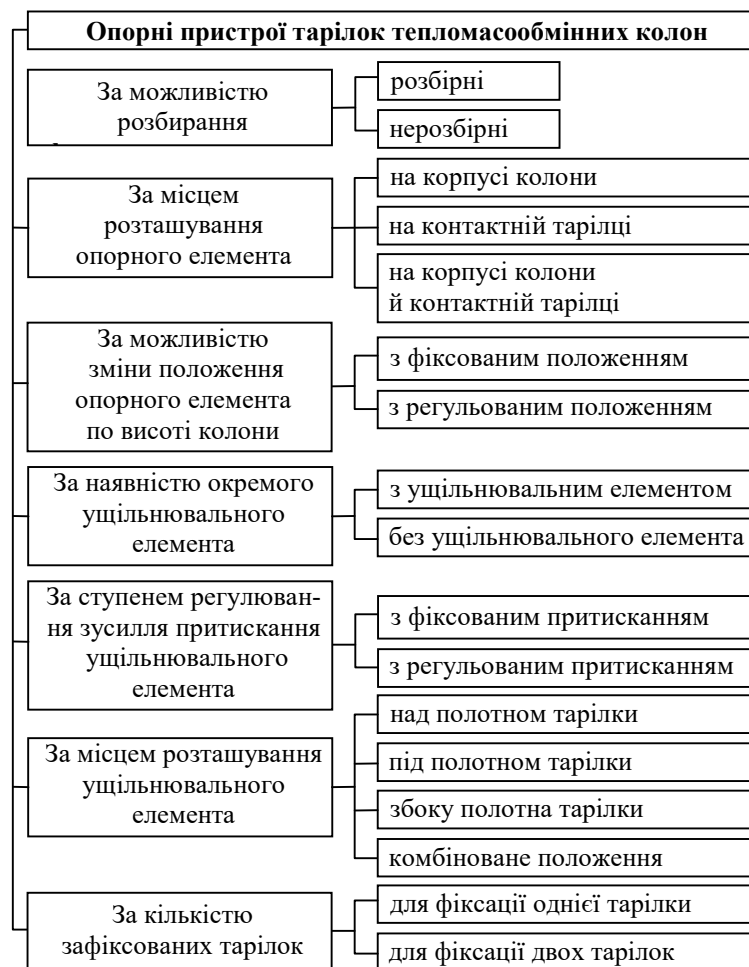 Опорні пристрої тарілок тепломасообмінних колон
За можливістю
розбирання
розбірні
нерозбірні
За місцем
розташування
опорного елемента
на корпусі колони
на контактній тарілці
на корпусі колони
й контактній тарілці
За можливістю
зміни положення
опорного елемента
по висоті колони
з фіксованим положенням
з регульованим положенням
За наявністю окремого
ущільнювального
елемента
з ущільнювальним елементом
без ущільнювального елемента
За ступенем регулюван-
ня зусилля притискання
ущільнювального
елемента
з фіксованим притисканням
з регульованим притисканням
За місцем розташування
ущільнювального
елемента
над полотном тарілки
під полотном тарілки
збоку полотна тарілки
комбіноване положення
За кількістю
зафіксованих тарілок
для фіксації однієї тарілки
для фіксації двох тарілок